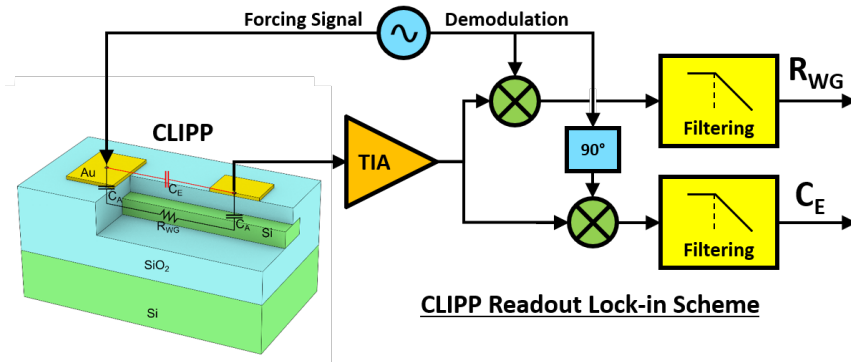 Forcing Signal
Demodulation
CLIPP
Au
C_E
C_A
R_WG
C_A
Si
SiO₂
Si
TIA
90°
Filtering
R_WG
Filtering
C_E
CLIPP Readout Lock-in Scheme